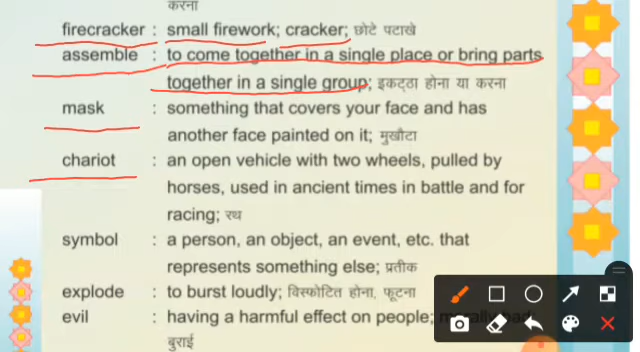 करना
firecracker : small firework; cracker; छोटे पटाखे
assemble : to come together in a single place or bring parts
together in a single group; इकट्ठा होना या करना
mask : something that covers your face and has
another face painted on it; मुखौटा
chariot : an open vehicle with two wheels, pulled by
horses, used in ancient times in battle and for
racing; रथ
symbol : a person, an object, an event, etc. that
represents something else; प्रतीक
explode : to burst loudly; विस्फोटित होना, फूटना
evil : having a harmful effect on people; morally bad;
बुराई